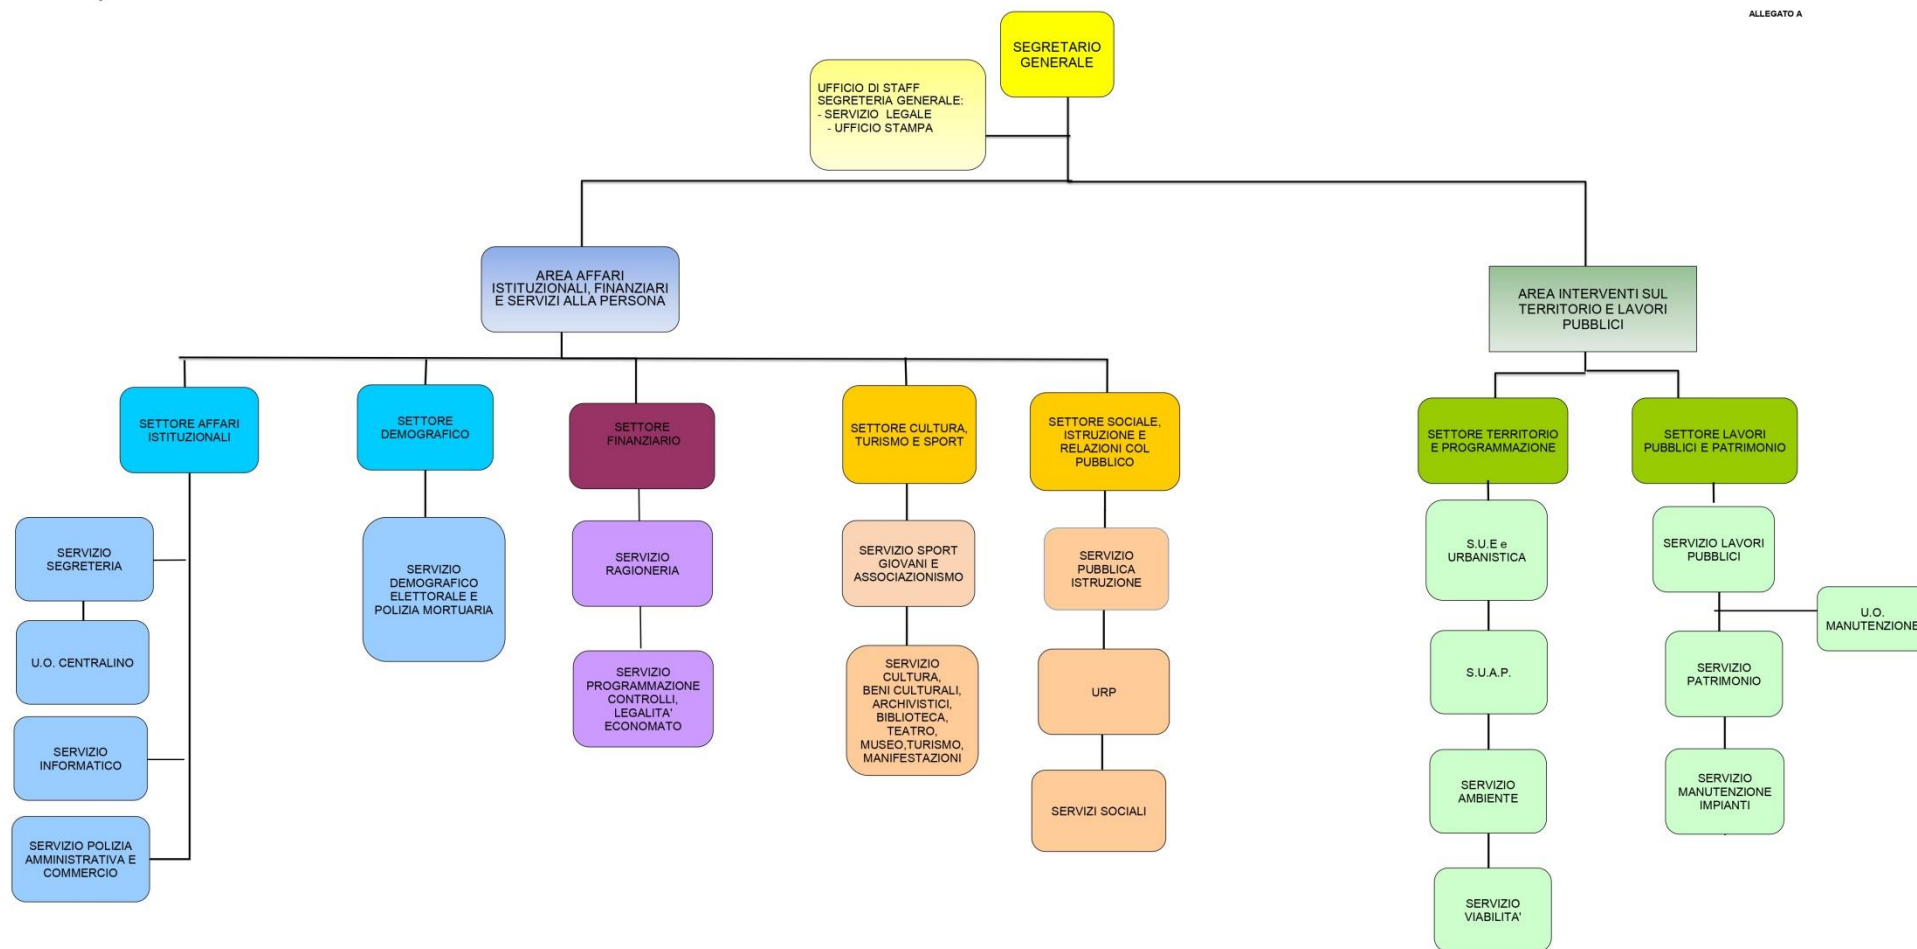 ALLEGATO A
SEGRETARIO
GENERALE
UFFICIO DI STAFF
SEGRETERIA GENERALE:
- SERVIZIO LEGALE
- UFFICIO STAMPA
AREA AFFARI
ISTITUZIONALI, FINANZIARI
E SERVIZI ALLA PERSONA
AREA INTERVENTI SUL
TERRITORIO E LAVORI
PUBBLICI
SETTORE AFFARI
ISTITUZIONALI
SETTORE
DEMOGRAFICO
SETTORE
FINANZIARIO
SETTORE CULTURA,
TURISMO E SPORT
SETTORE SOCIALE,
ISTRUZIONE E
RELAZIONI COL
PUBBLICO
SETTORE TERRITORIO
E PROGRAMMAZIONE
SETTORE LAVORI
PUBBLICI E PATRIMONIO
SERVIZIO
SEGRETERIA
U.O. CENTRALINO
SERVIZIO
INFORMATICO
SERVIZIO POLIZIA
AMMINISTRATIVA E
COMMERCIO
SERVIZIO
DEMOGRAFICO
ELETTORALE E
POLIZIA MORTUARIA
SERVIZIO
RAGIONERIA
SERVIZIO
PROGRAMMAZIONE
CONTROLLI,
LEGALITA'
ECONOMATO
SERVIZIO SPORT
GIOVANI E
ASSOCIAZIONISMO
SERVIZIO
CULTURA,
BENI CULTURALI,
ARCHIVISTICI,
BIBLIOTECA,
TEATRO,
MUSEO,TURISMO,
MANIFESTAZIONI
SERVIZIO
PUBBLICA
ISTRUZIONE
URP
SERVIZI SOCIALI
S.U.E e
URBANISTICA
S.U.A.P.
SERVIZIO
AMBIENTE
SERVIZIO
VIABILITA'
SERVIZIO LAVORI
PUBBLICI
U.O.
MANUTENZIONE
SERVIZIO
PATRIMONIO
SERVIZIO
MANUTENZIONE
IMPIANTI